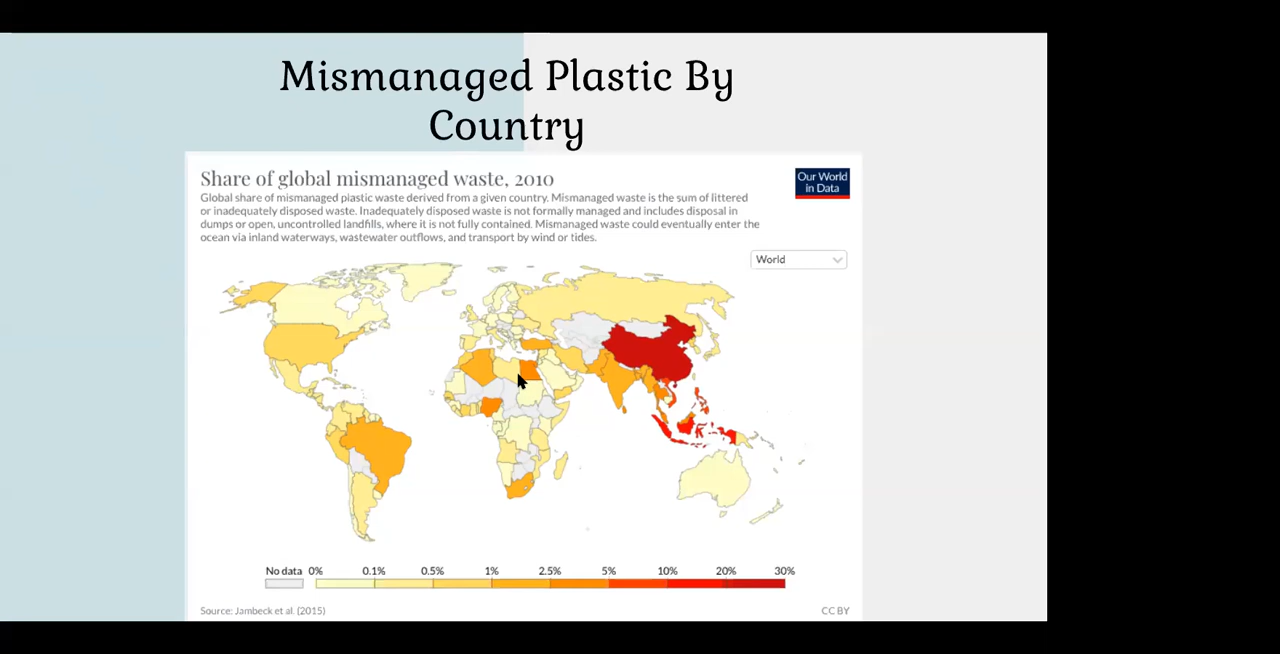 Mismanaged Plastic By
Country
Share of global mismanaged waste, 2010
Our World
in Data
Global share of mismanaged plastic waste derived from a given country. Mismanaged waste is the sum of littered
or inadequately disposed waste. Inadequately disposed waste is not formally managed and includes disposal in
dumps or open, uncontrolled landfills, where it is not fully contained. Mismanaged waste could eventually enter the
ocean via inland waterways, wastewater outflows, and transport by wind or tides.
World
No data 0% 0.1% 0.5% 1% 2.5% 5% 10% 20% 30%
Source: Jambeck et al. (2015)
CC BY